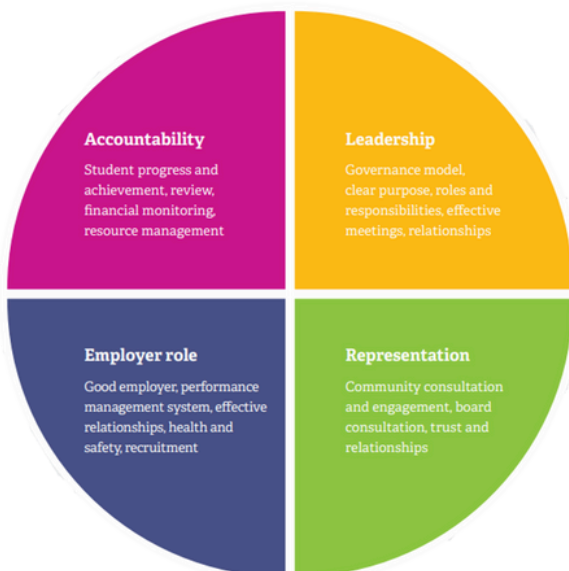 Accountability
Student progress and
achievement, review,
financial monitoring,
resource management
Leadership
Governance model,
clear purpose, roles and
responsibilities, effective
meetings, relationships
Employer role
Good employer, performance
management system, effective
relationships, health and
safety, recruitment
Representation
Community consultation
and engagement, board
consultation, trust and
relationships